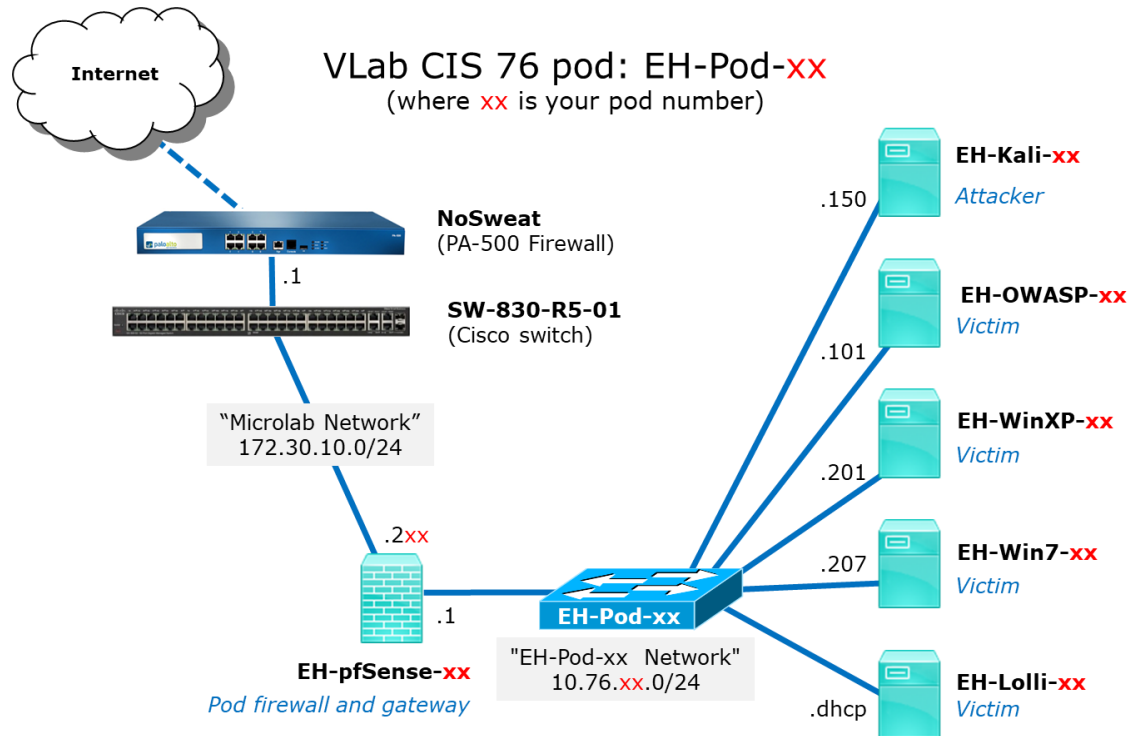 Internet
VLab CIS 76 pod: EH-Pod-xx
(where xx is your pod number)
NoSweat
(PA-500 Firewall)
.1
SW-830-R5-01
(Cisco switch)
“Microlab Network”
172.30.10.0/24
.2xx
.1
EH-pfSense-xx
Pod firewall and gateway
EH-Pod-xx
"EH-Pod-xx Network"
10.76.xx.0/24
.150
EH-Kali-xx
Attacker
.101
EH-OWASP-xx
Victim
.201
EH-WinXP-xx
Victim
.207
EH-Win7-xx
Victim
.dhcp
EH-Lolli-xx
Victim